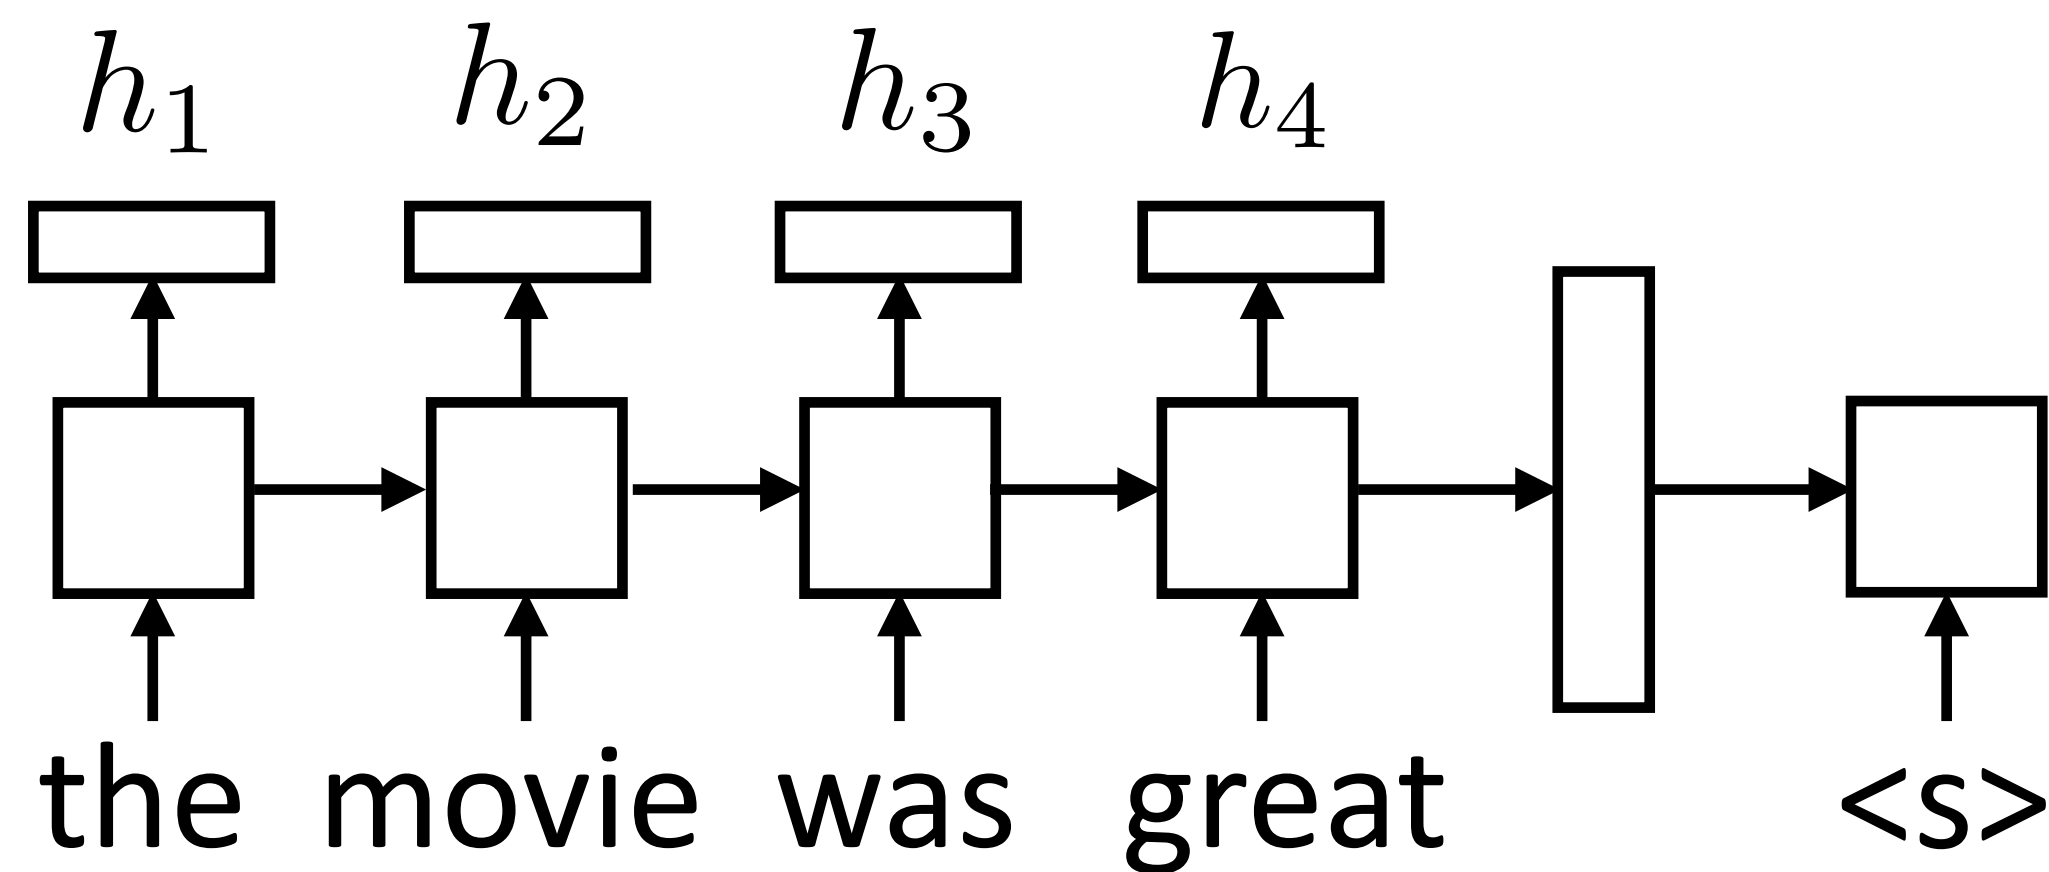 h₁ h₂ h₃ h₄
the movie was great <s>